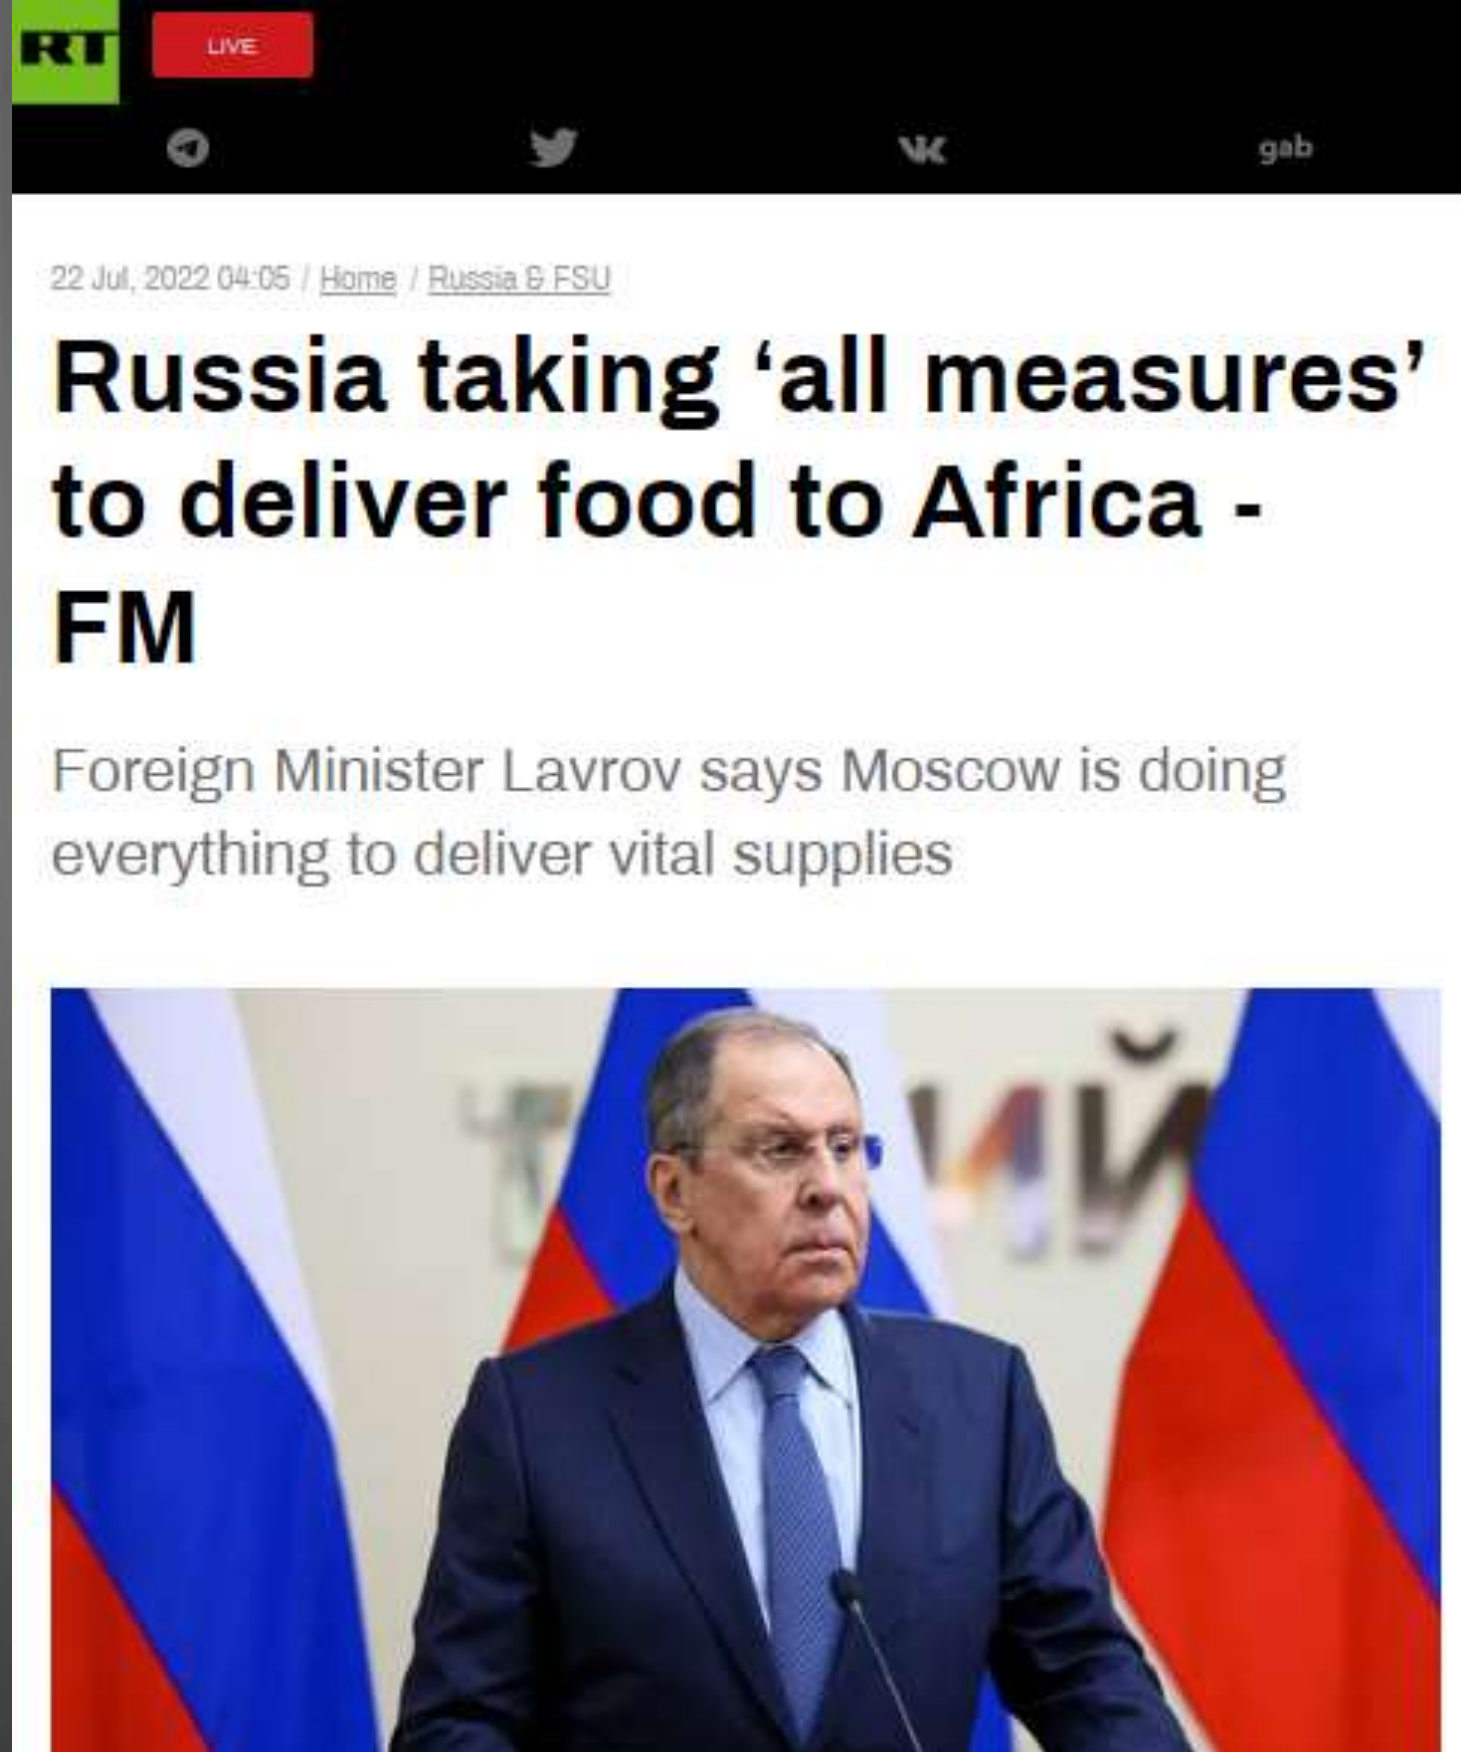 RT
LIVE
gab
22 Jul, 2022 04:05 / Home / Russia & FSU
Russia taking ‘all measures’
to deliver food to Africa -
FM
Foreign Minister Lavrov says Moscow is doing
everything to deliver vital supplies